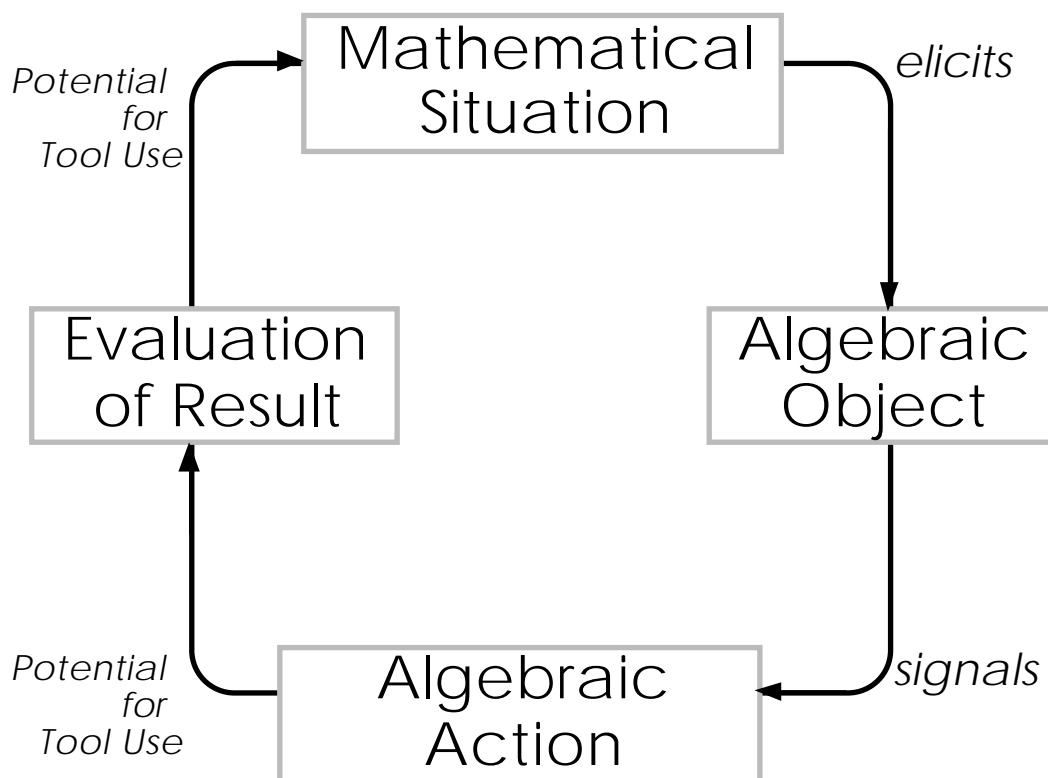 Mathematical
Situation
elicits
Potential
for
Tool Use
Evaluation
of Result
Algebraic
Object
signals
Potential
for
Tool Use
Algebraic
Action